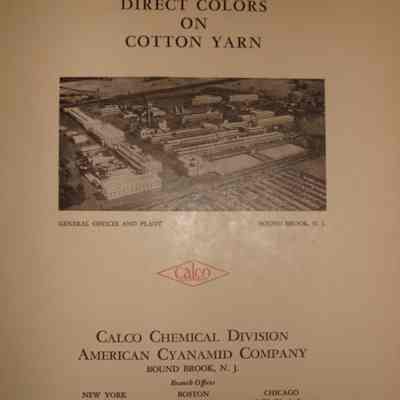 DIRECT COLORS
ON
COTTON YARN
GENERAL OFFICES AND PLANT BOUND BROOK, N. J.
Calco
CALCO CHEMICAL DIVISION
AMERICAN CYANAMID COMPANY
BOUND BROOK, N. J.
Branch Offices
NEW YORK BOSTON CHICAGO